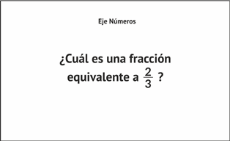 Eje Números
¿Cuál es una fracción
equivalente a 2/3 ?